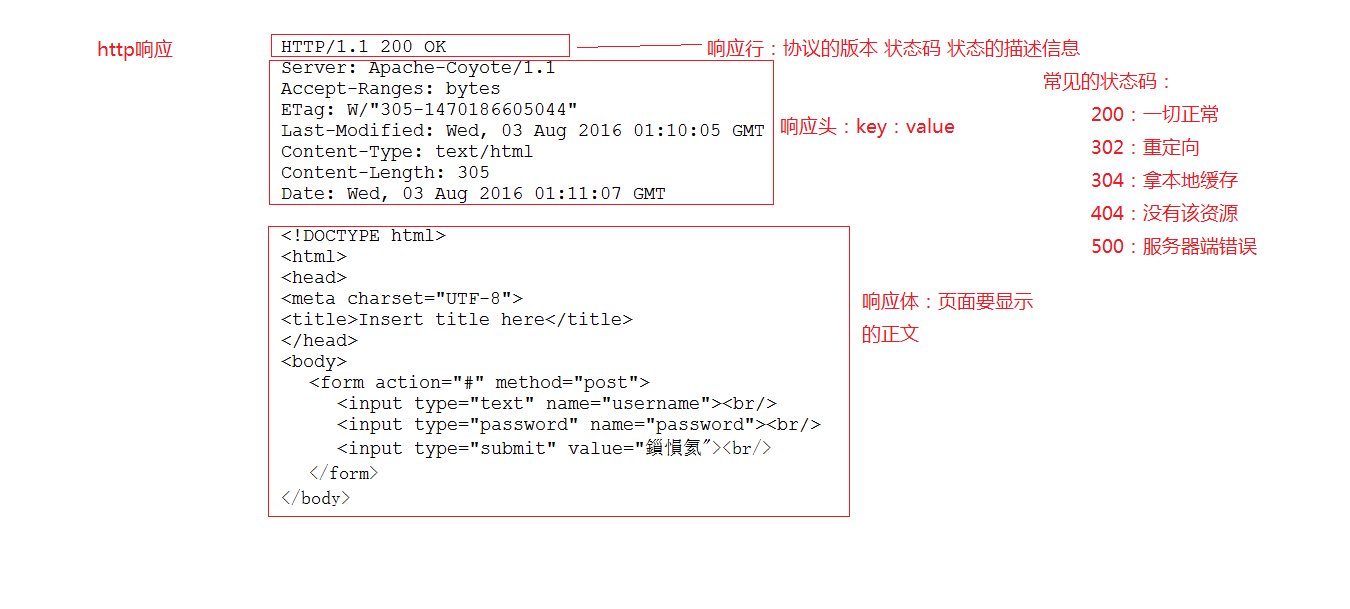 http响应
HTTP/1.1 200 OK
响应行：协议的版本 状态码 状态的描述信息
Server: Apache-Coyote/1.1
Accept-Ranges: bytes
ETag: W/"305-1470186605044"
Last-Modified: Wed, 03 Aug 2016 01:10:05 GMT
Content-Type: text/html
Content-Length: 305
Date: Wed, 03 Aug 2016 01:11:07 GMT
响应头：key：value
常见的状态码：
200：一切正常
302：重定向
304：拿本地缓存
404：没有该资源
500：服务器端错误
<!DOCTYPE html>
<html>
<head>
<meta charset="UTF-8">
<title>Insert title here</title>
</head>
<body>
<form action="#" method="post">
<input type="text" name="username"><br/>
<input type="password" name="password"><br/>
<input type="submit" value="鎻愪氦"><br/>
</form>
</body>
响应体：页面要显示
的正文